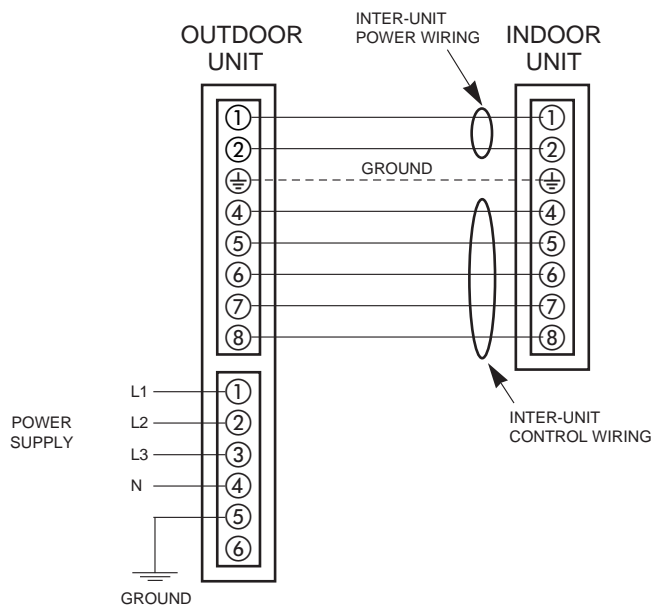 INTER-UNIT
POWER WIRING
OUTDOOR
UNIT
INDOOR
UNIT
1 1
2 2
GROUND
4 4
5 5
6 6
7 7
8 8
INTER-UNIT
CONTROL WIRING
POWER
SUPPLY
L1 1
L2 2
L3 3
N 4
5
6
GROUND